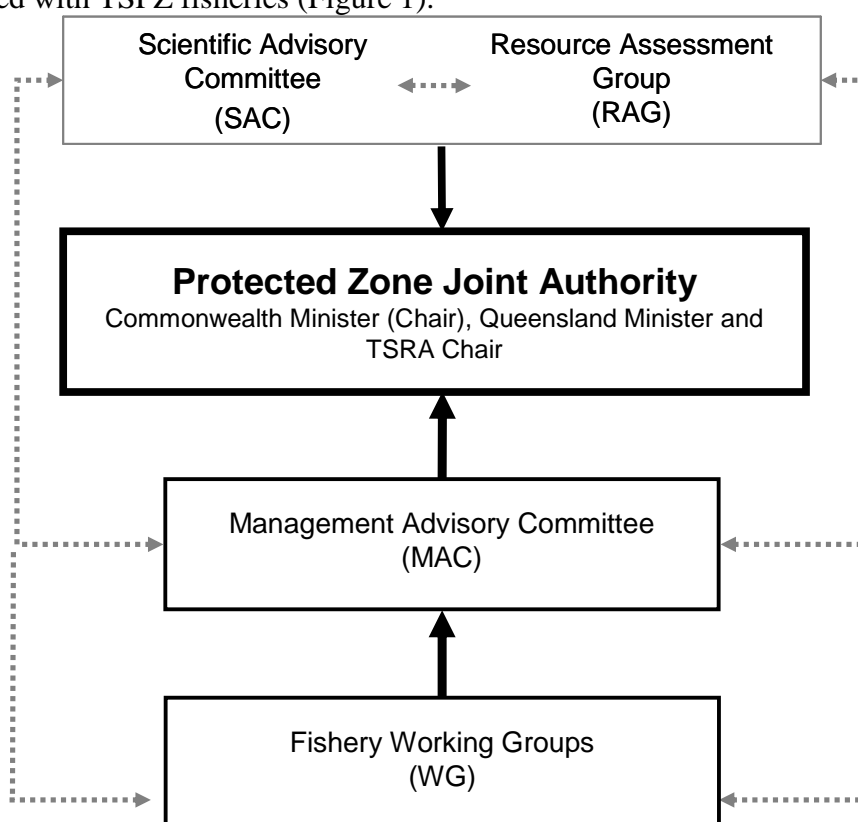 with TSPZ fisheries (Figure 1).
Scientific Advisory
Committee
(SAC)
Resource Assessment
Group
(RAG)
Protected Zone Joint Authority
Commonwealth Minister (Chair), Queensland Minister and
TSRA Chair
Management Advisory Committee
(MAC)
Fishery Working Groups
(WG)